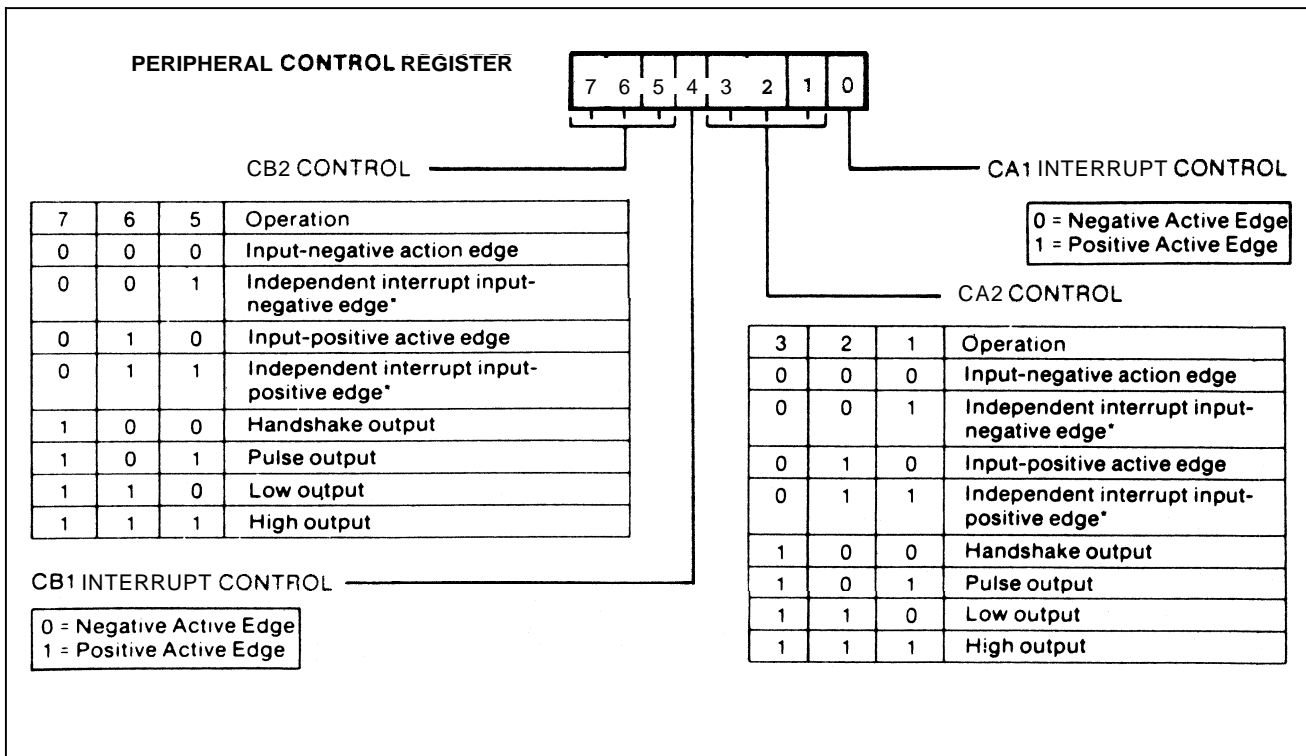 PERIPHERAL CONTROL REGISTER
7 6 5 4 3 2 1 0
CB2 CONTROL
7 6 5 Operation
0 0 0 Input-negative action edge
0 0 1 Independent interrupt input-
negative edge*
0 1 0 Input-positive active edge
0 1 1 Independent interrupt input-
positive edge*
1 0 0 Handshake output
1 0 1 Pulse output
1 1 0 Low output
1 1 1 High output
CB1 INTERRUPT CONTROL
0 = Negative Active Edge
1 = Positive Active Edge
CA1 INTERRUPT CONTROL
0 = Negative Active Edge
1 = Positive Active Edge
CA2 CONTROL
3 2 1 Operation
0 0 0 Input-negative action edge
0 0 1 Independent interrupt input-
negative edge*
0 1 0 Input-positive active edge
0 1 1 Independent interrupt input-
positive edge*
1 0 0 Handshake output
1 0 1 Pulse output
1 1 0 Low output
1 1 1 High output